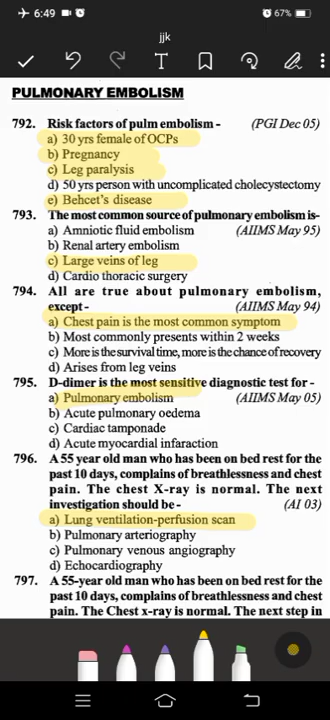 6:49
67%
jjk
T
PULMONARY EMBOLISM
792. Risk factors of pulm embolism - (PGI Dec 05)
a) 30 yrs female of OCPs
b) Pregnancy
c) Leg paralysis
d) 50 yrs person with uncomplicated cholecystectomy
e) Behcet's disease
793. The most common source of pulmonary embolism is-
a) Amniotic fluid embolism (AIIMS May 95)
b) Renal artery embolism
c) Large veins of leg
d) Cardio thoracic surgery
794. All are true about pulmonary embolism,
except - (AIIMS May 94)
a) Chest pain is the most common symptom
b) Most commonly presents within 2 weeks
c) More is the survival time, more is the chance of recovery
d) Arises from leg veins
795. D-dimer is the most sensitive diagnostic test for -
a) Pulmonary embolism (AIIMS May 05)
b) Acute pulmonary oedema
c) Cardiac tamponade
d) Acute myocardial infaraction
796. A 55 year old man who has been on bed rest for the
past 10 days, complains of breathlessness and chest
pain. The chest X-ray is normal. The next
investigation should be - (AI 03)
a) Lung ventilation-perfusion scan
b) Pulmonary arteriography
c) Pulmonary venous angiography
d) Echocardiography
797. A 55-year old man who has been on bed rest for the
past 10 days, complains of breathlessness and chest
pain. The Chest x-ray is normal. The next step in